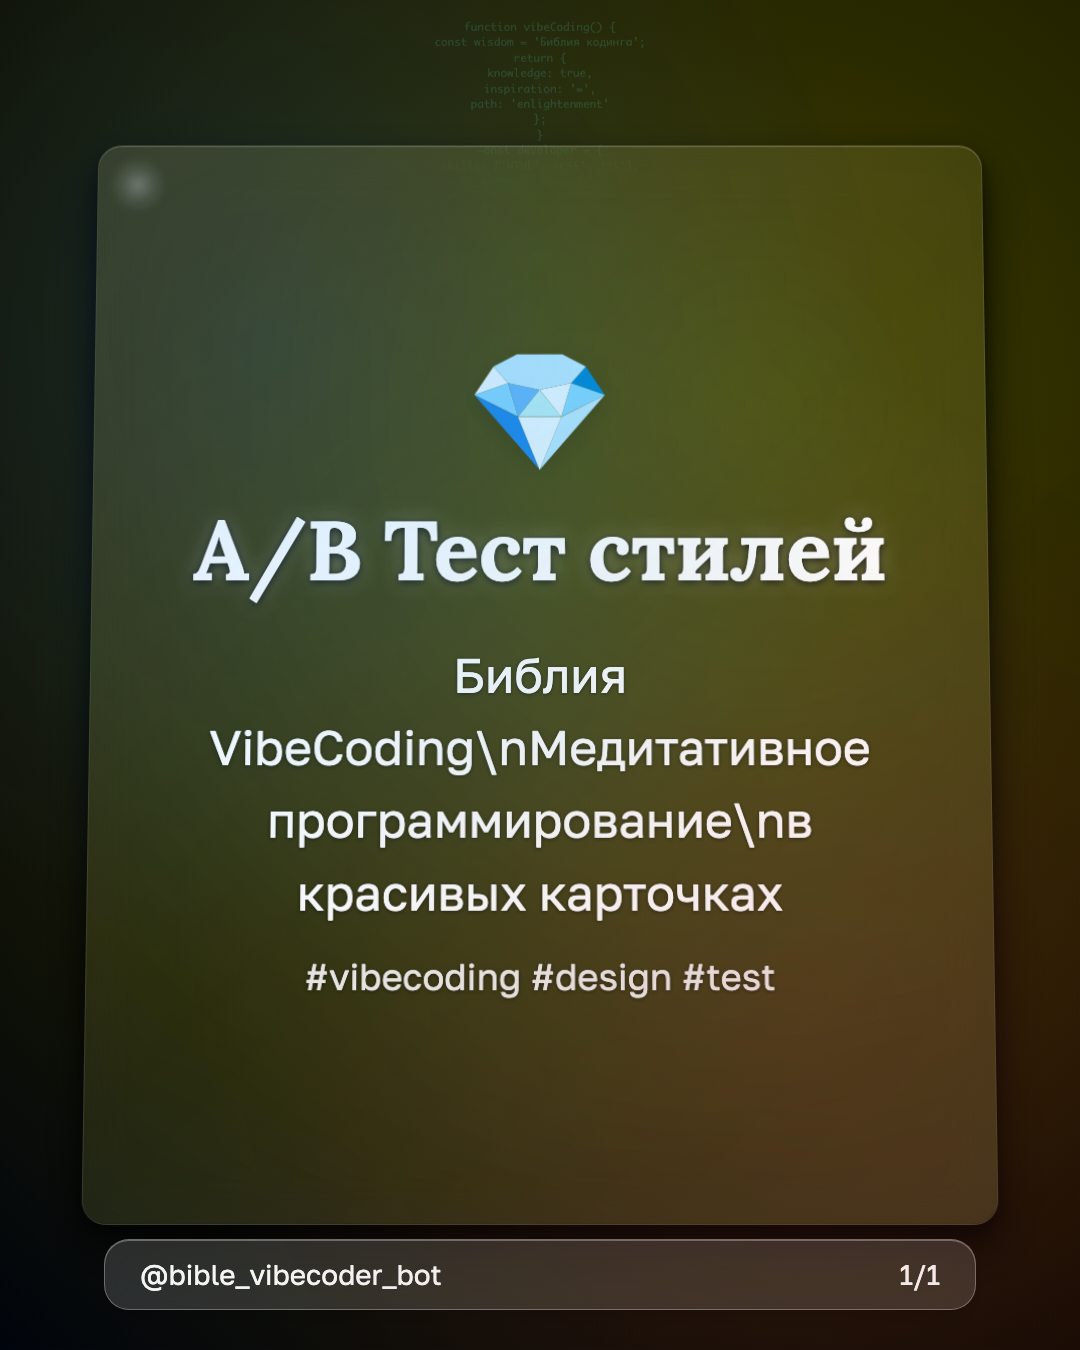 function vibeCoding() {
const wisdom = 'Библия кодинга';
return {
knowledge: true,
inspiration: '∞',
path: 'enlightenment'
};
}
А/В Тест стилей
Библия
VibeCoding\nМедитативное
программирование\nв
красивых карточках
#vibecoding #design #test
@bible_vibecoder_bot
1/1